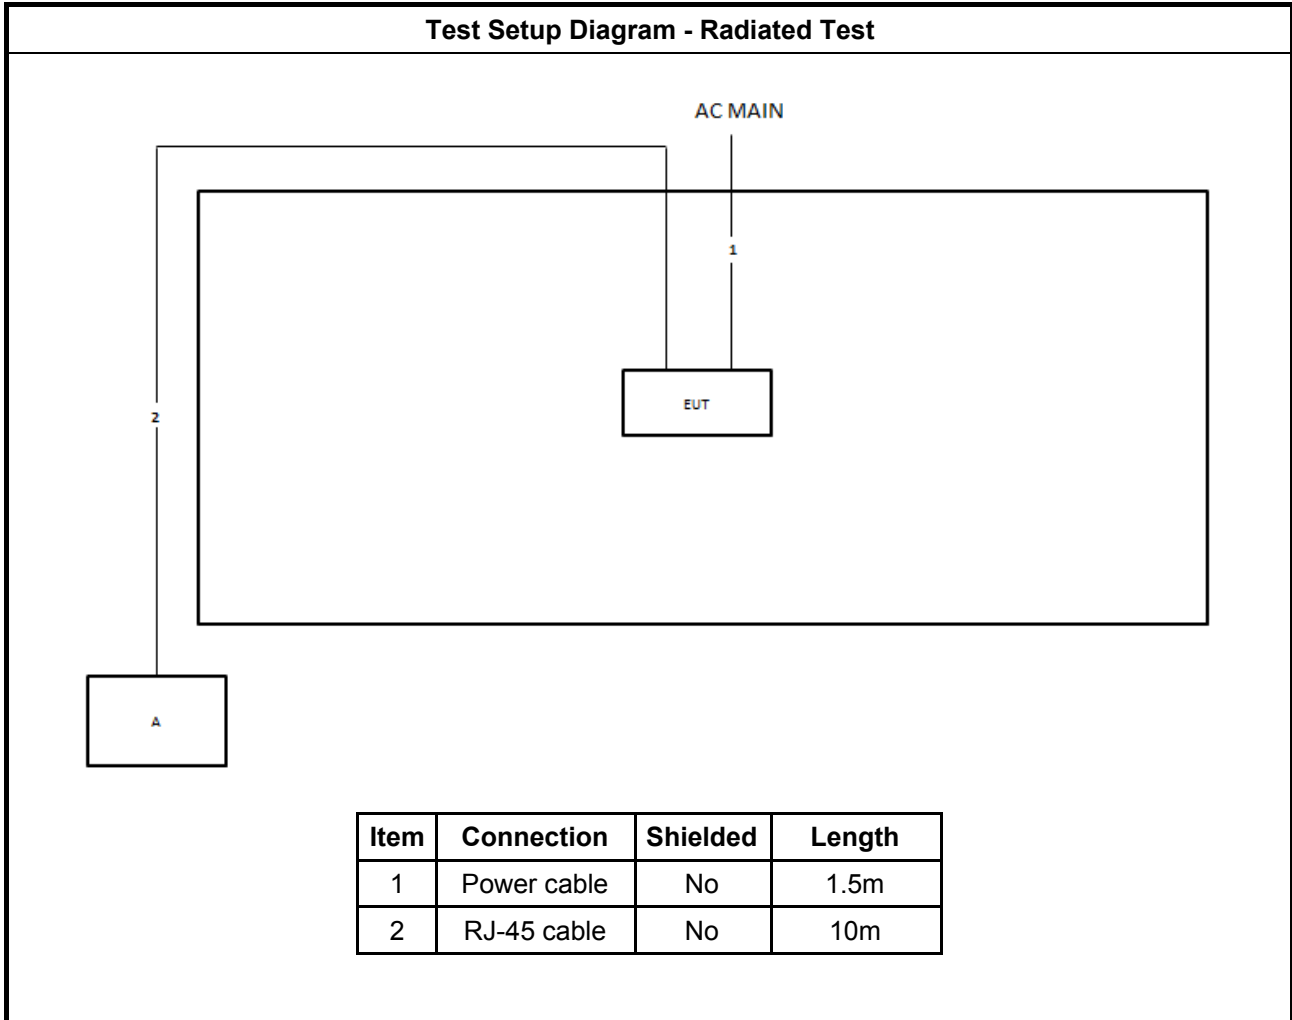 Test Setup Diagram - Radiated Test
AC MAIN
1
EUT
2
A
Item Connection Shielded Length
1 Power cable No 1.5m
2 RJ-45 cable No 10m